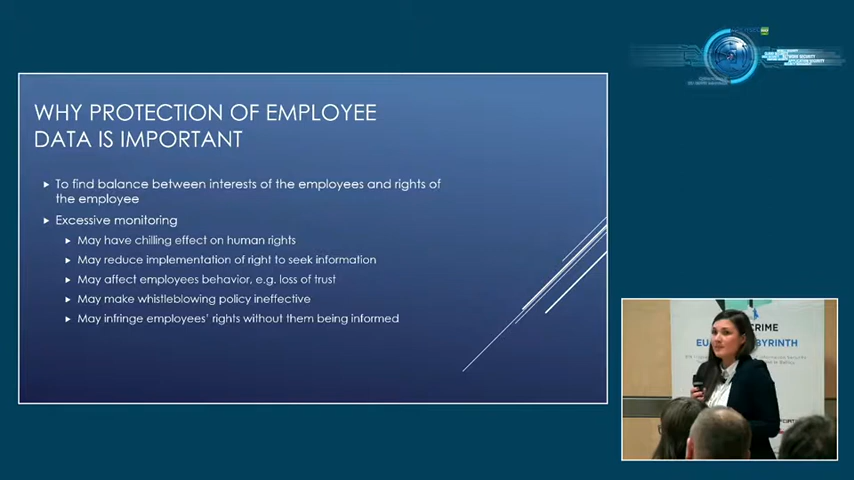 WHY PROTECTION OF EMPLOYEE
DATA IS IMPORTANT
To find balance between interests of the employees and rights of
the employee
Excessive monitoring
May have chilling effect on human rights
May reduce implementation of right to seek information
May affect employees behavior, e.g. loss of trust
May make whistleblowing policy ineffective
May infringe employees' rights without them being informed
CRIME
EU
BYRINTH